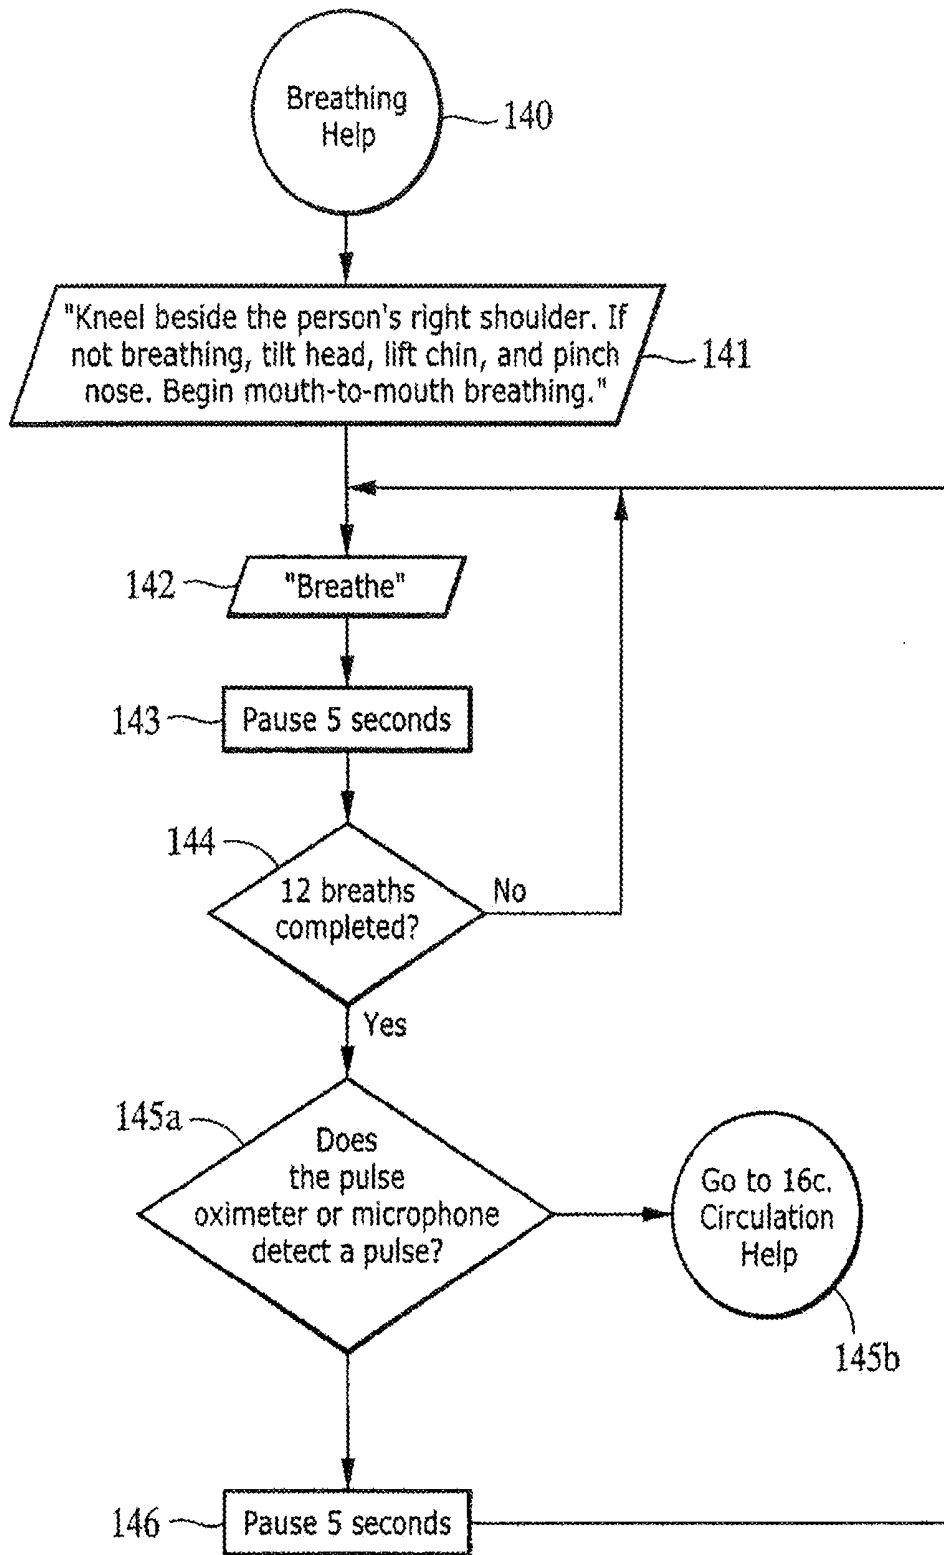 Breathing
Help
140
"Kneel beside the person's right shoulder. If
not breathing, tilt head, lift chin, and pinch
nose. Begin mouth-to-mouth breathing."
141
142
"Breathe"
143
Pause 5 seconds
144
12 breaths
completed?
No
Yes
145a
Does
the pulse
oximeter or microphone
detect a pulse?
Go to 16c.
Circulation
Help
145b
146
Pause 5 seconds